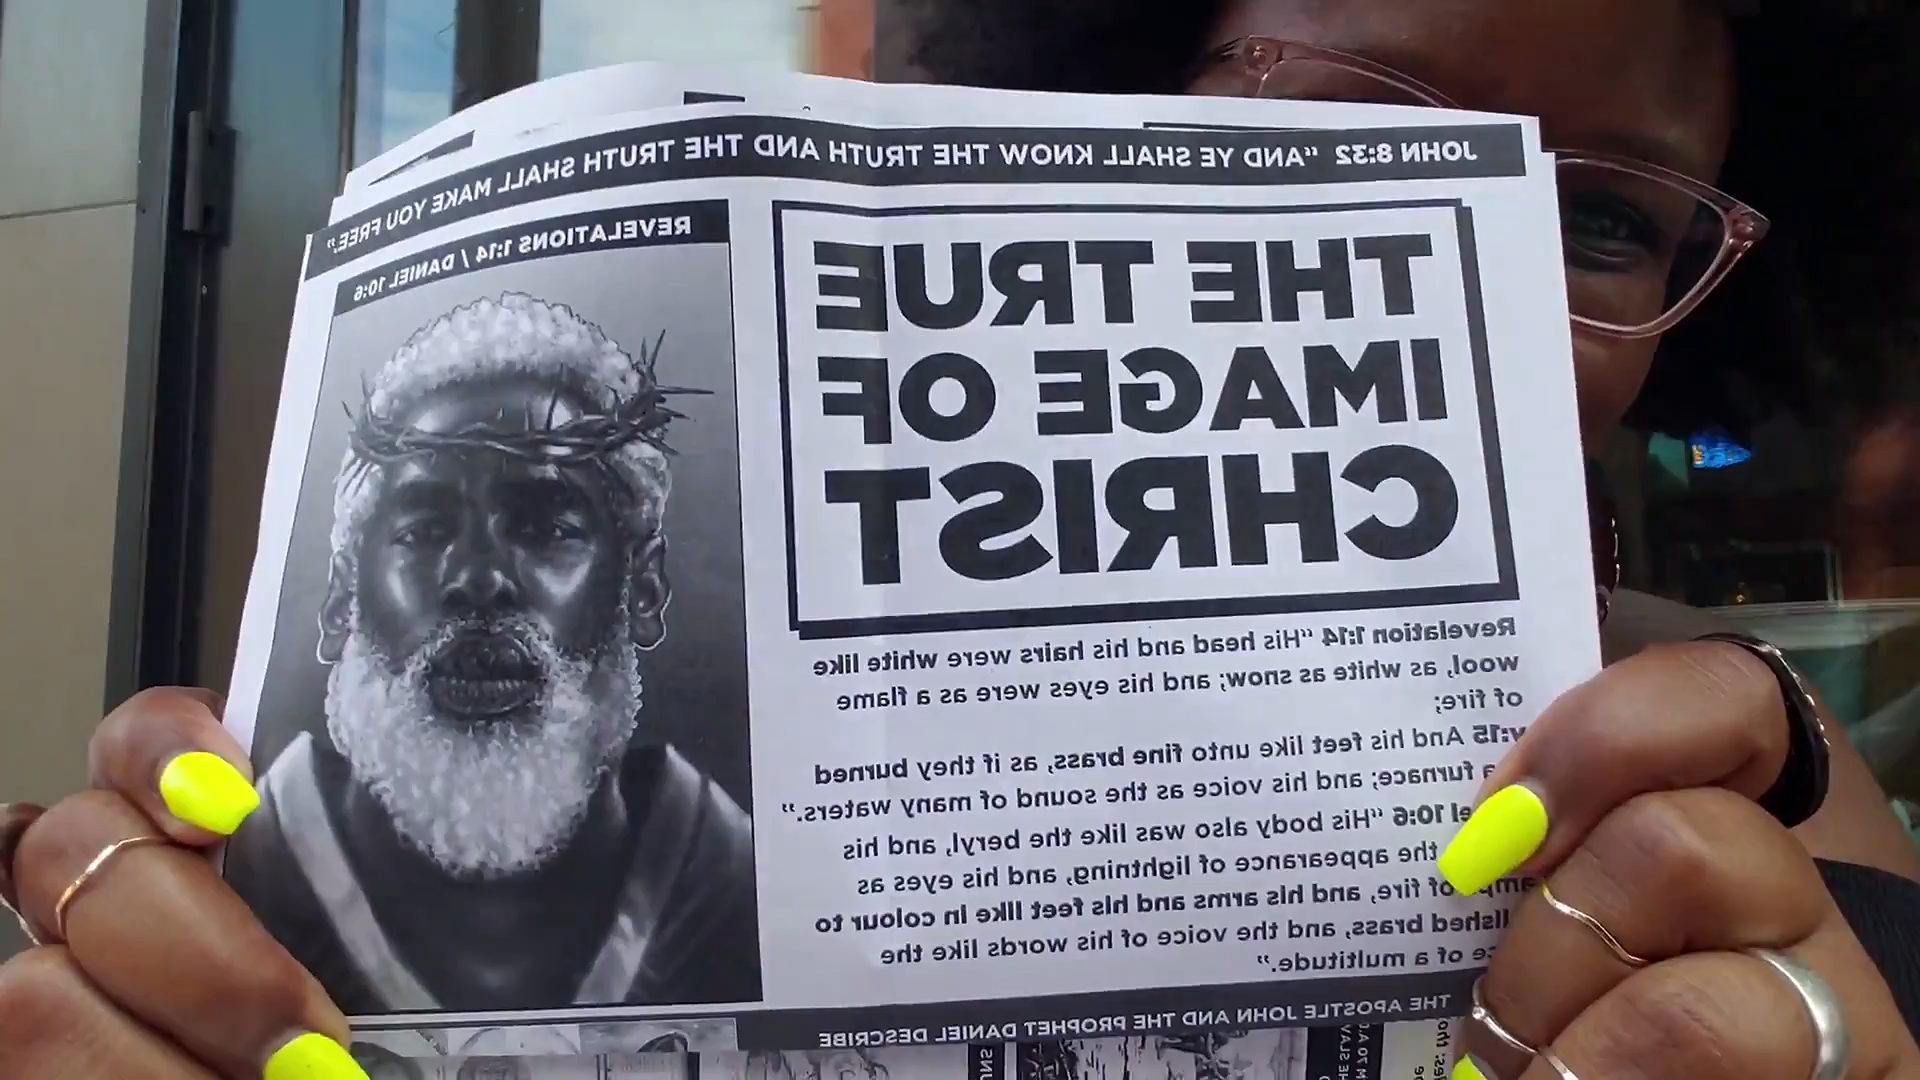 JOHN 8:32 "AND YE SHALL KNOW THE TRUTH AND THE TRUTH SHALL MAKE YOU FREE."
REVELATIONS 1:14 / DANIEL 10:6
THE TRUE
IMAGE OF
CHRIST
Revelation 1:14 "His head and his hairs were white like
wool, as white as snow; and his eyes were as a flame
of fire;
v:15 And his feet like unto fine brass, as if they burned
a furnace; and his voice as the sound of many waters."
10:6 "His body also was like the beryl, and his
the appearance of lightning, and his eyes as
of fire, and his arms and his feet like in colour to
brass, and the voice of his words like the
of a multitude."
THE APOSTLE JOHN AND THE PROPHET DANIEL DESCRIBE